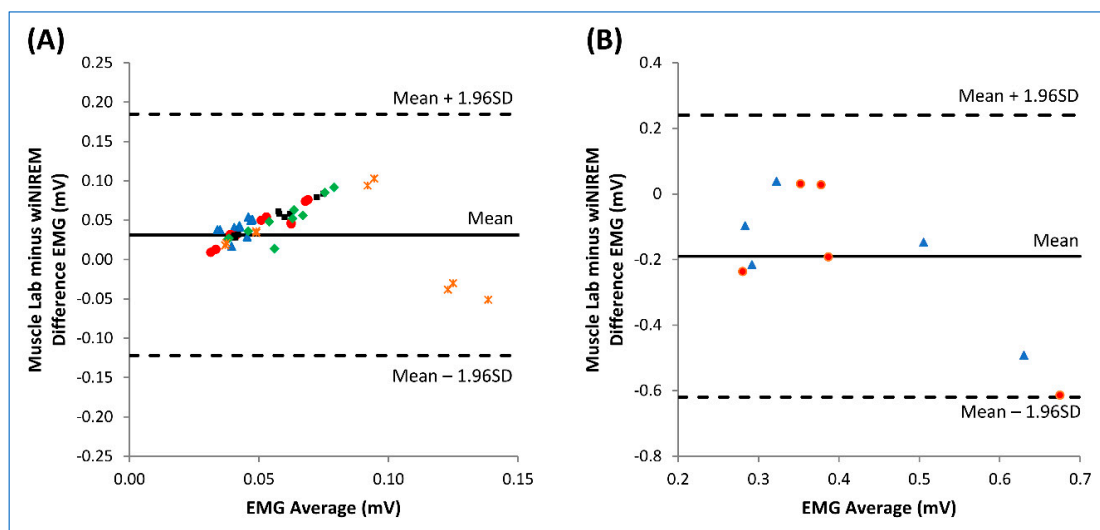 (A)
Muscle Lab minus wiNIREM
Difference EMG (mV)
0.25
0.20
0.15
0.10
0.05
0.00
-0.05
-0.10
-0.15
-0.20
-0.25
Mean + 1.96SD
Mean
Mean – 1.96SD
0.00
0.05
0.10
0.15
EMG Average (mV)
(B)
Muscle Lab minus wiNIREM
Difference EMG (mV)
0.4
0.2
0
-0.2
-0.4
-0.6
-0.8
Mean + 1.96SD
Mean
Mean – 1.96SD
0.2
0.3
0.4
0.5
0.6
0.7
EMG Average (mV)